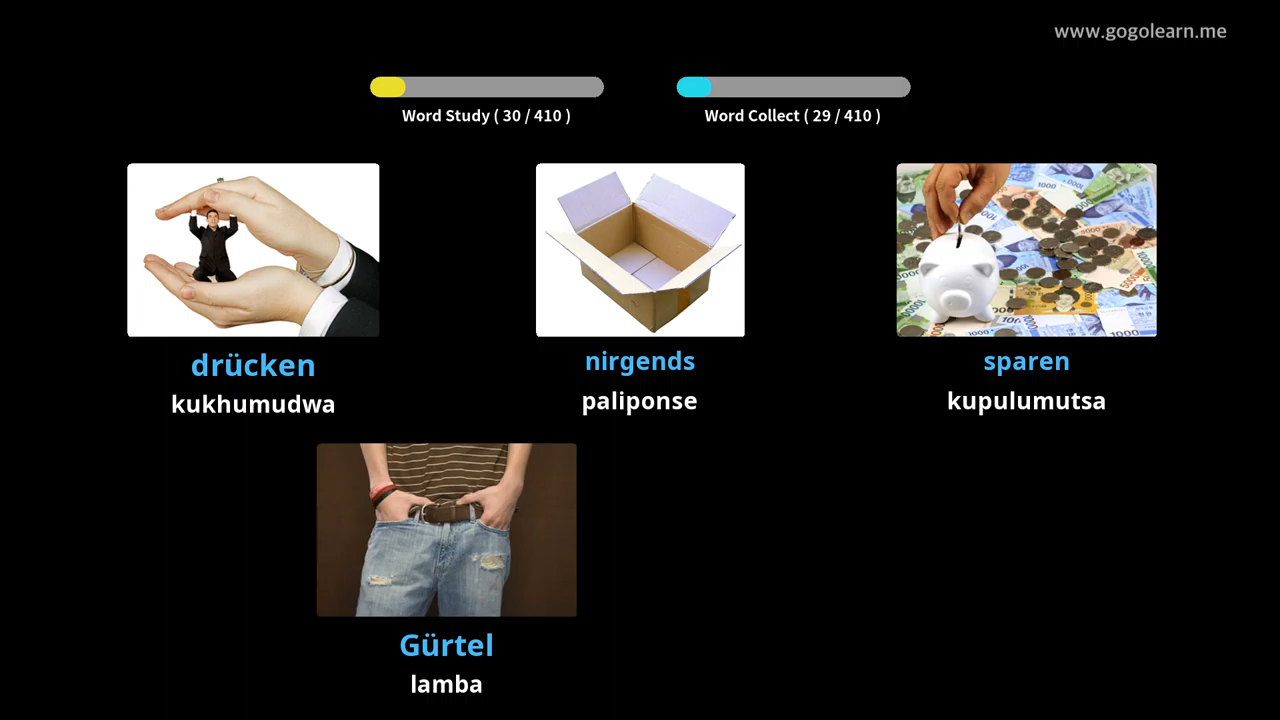 www.gogolearn.me
Word Study ( 30 / 410 )
Word Collect ( 29 / 410 )
drücken
kukhumudwa
nirgends
paliponse
sparen
kupulumutsa
Gürtel
lamba